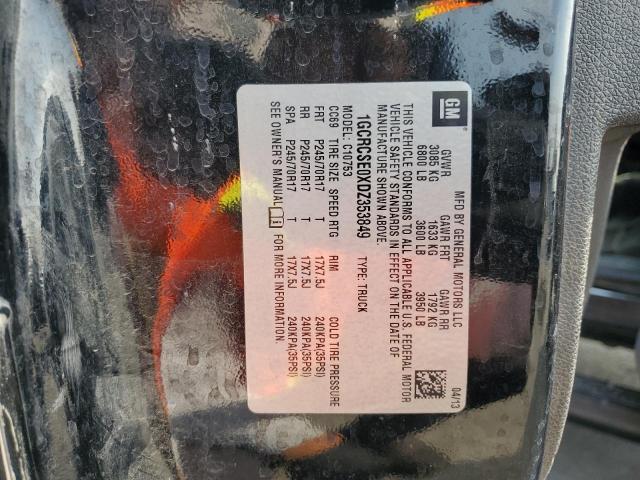 GM
MFD BY GENERAL MOTORS LLC
04/13
GVWR GAWR FRT GAWR RR
3085 KG 1633 KG 1792 KG
6800 LB 3600 LB 3950 LB
THIS VEHICLE CONFORMS TO ALL APPLICABLE U.S. FEDERAL MOTOR
VEHICLE SAFETY STANDARDS IN EFFECT ON THE DATE OF
MANUFACTURE SHOWN ABOVE.
1GCRCSE0XDZ353849 TYPE: TRUCK
MODEL: C10753
CC69 TIRE SIZE SPEED RTG RIM COLD TIRE PRESSURE
FRT P245/70R17 T 17X7.5J 240KPA(35PSI)
RR P245/70R17 T 17X7.5J 240KPA(35PSI)
SPA P245/70R17 T 17X7.5J 240KPA(35PSI)
SEE OWNER'S MANUAL FOR MORE INFORMATION.